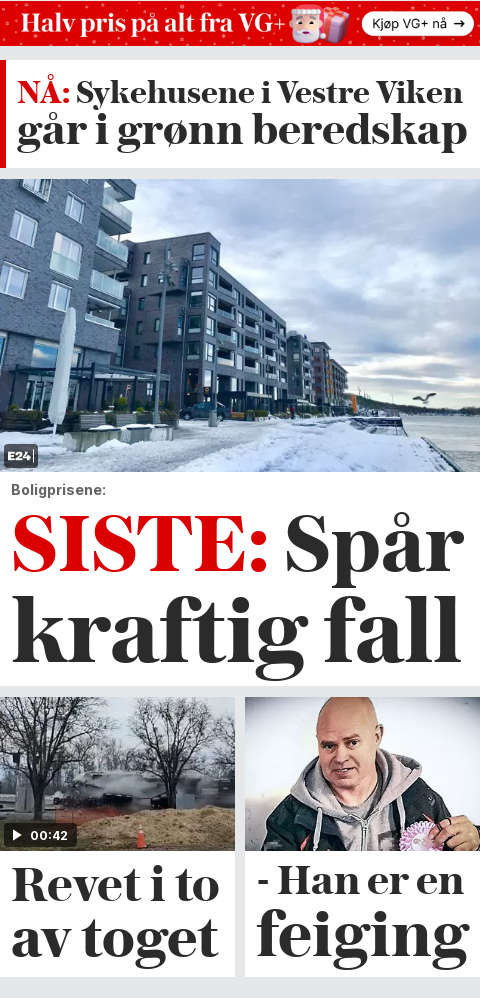 Halv pris på alt fra VG+
Kjøp VG+ nå →
NÅ: Sykehusene i Vestre Viken
går i grønn beredskap
E24
Boligprisene:
SISTE: Spår
kraftig fall
00:42
Revet i to
av toget
- Han er en
feiging